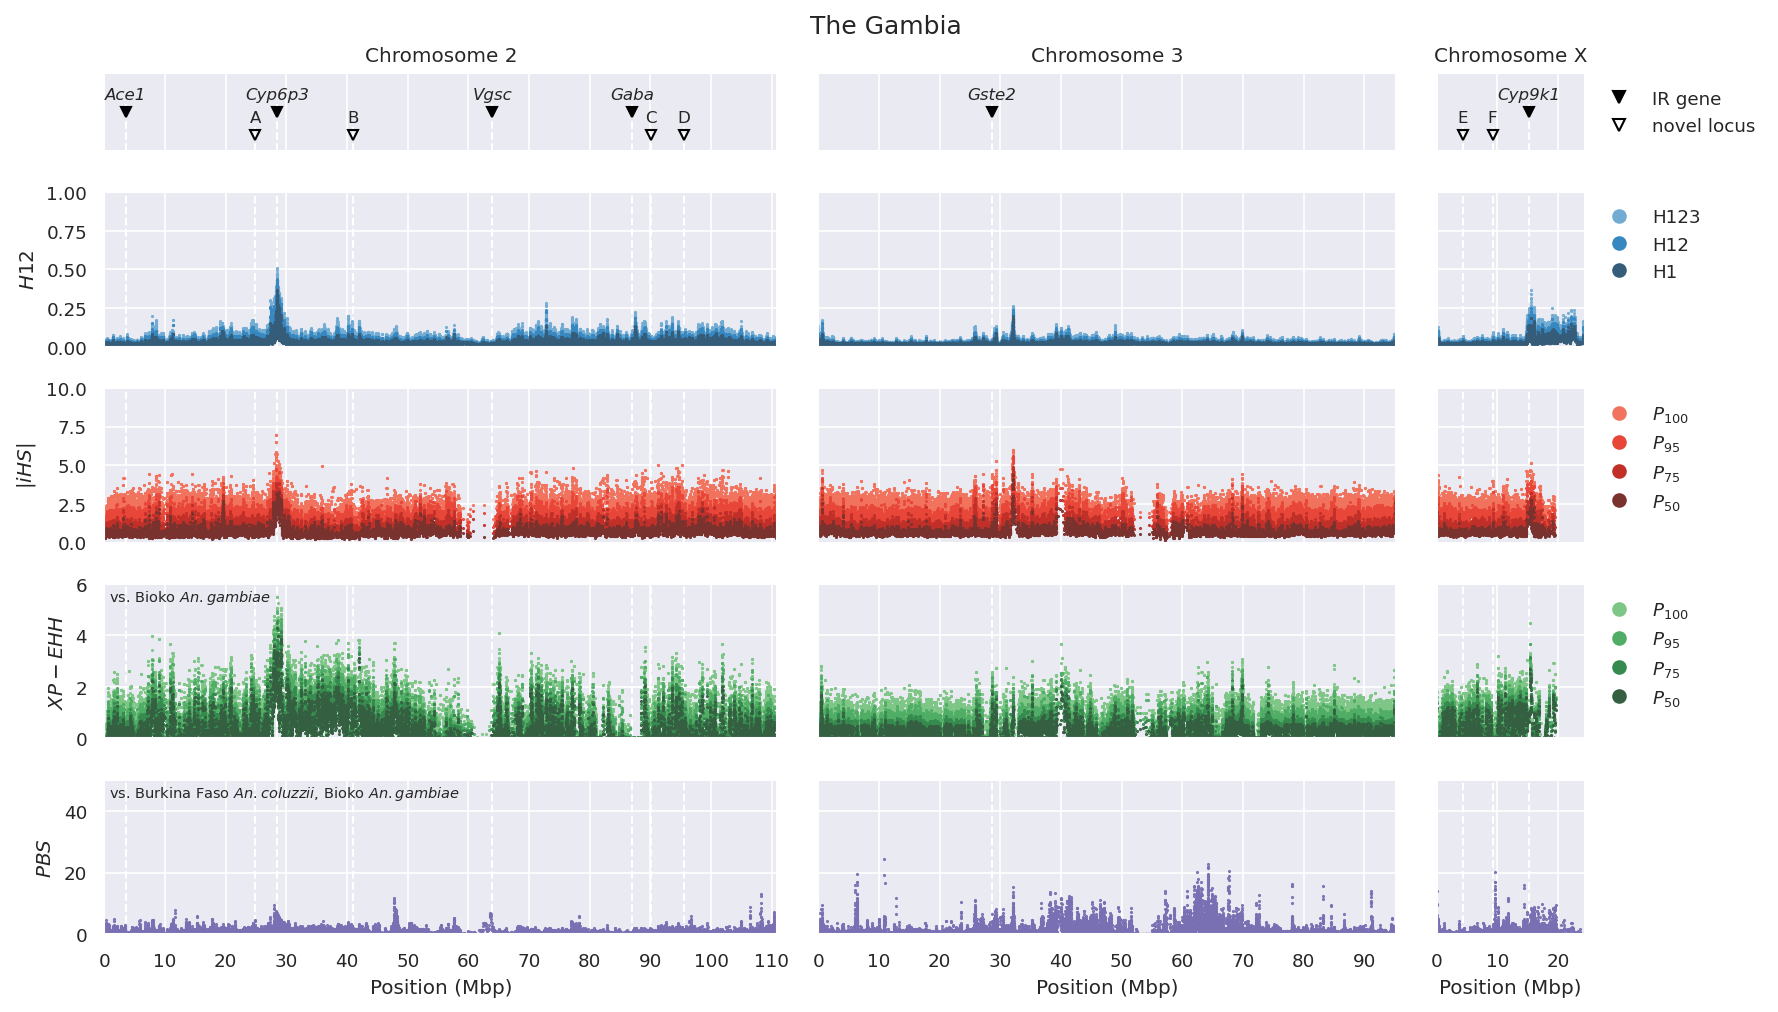 The Gambia
Chromosome 2 Chromosome 3 Chromosome X
Ace1 Cyp6p3 Vgsc Gaba Gste2 Cyp9k1
A B C D E F
IR gene
novel locus
H12
1.00
0.75
0.50
0.25
0.00
H123
H12
H1
|iHS|
10.0
7.5
5.0
2.5
0.0
P100
P95
P75
P50
XP − EHH
6
4
2
0
vs. Bioko An. gambiae
P100
P95
P75
P50
PBS
40
20
0
vs. Burkina Faso An. coluzzii, Bioko An. gambiae
0 10 20 30 40 50 60 70 80 90 100 110 0 10 20 30 40 50 60 70 80 90 0 10 20
Position (Mbp) Position (Mbp) Position (Mbp)